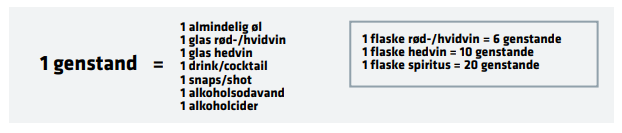 1 genstand =
1 almindelig øl
1 glas rød-/hvidvin
1 glas hedvin
1 drink/cocktail
1 snaps/shot
1 alkoholsodavand
1 alkoholcider
1 flaske rød-/hvidvin = 6 genstande
1 flaske hedvin = 10 genstande
1 flaske spiritus = 20 genstande